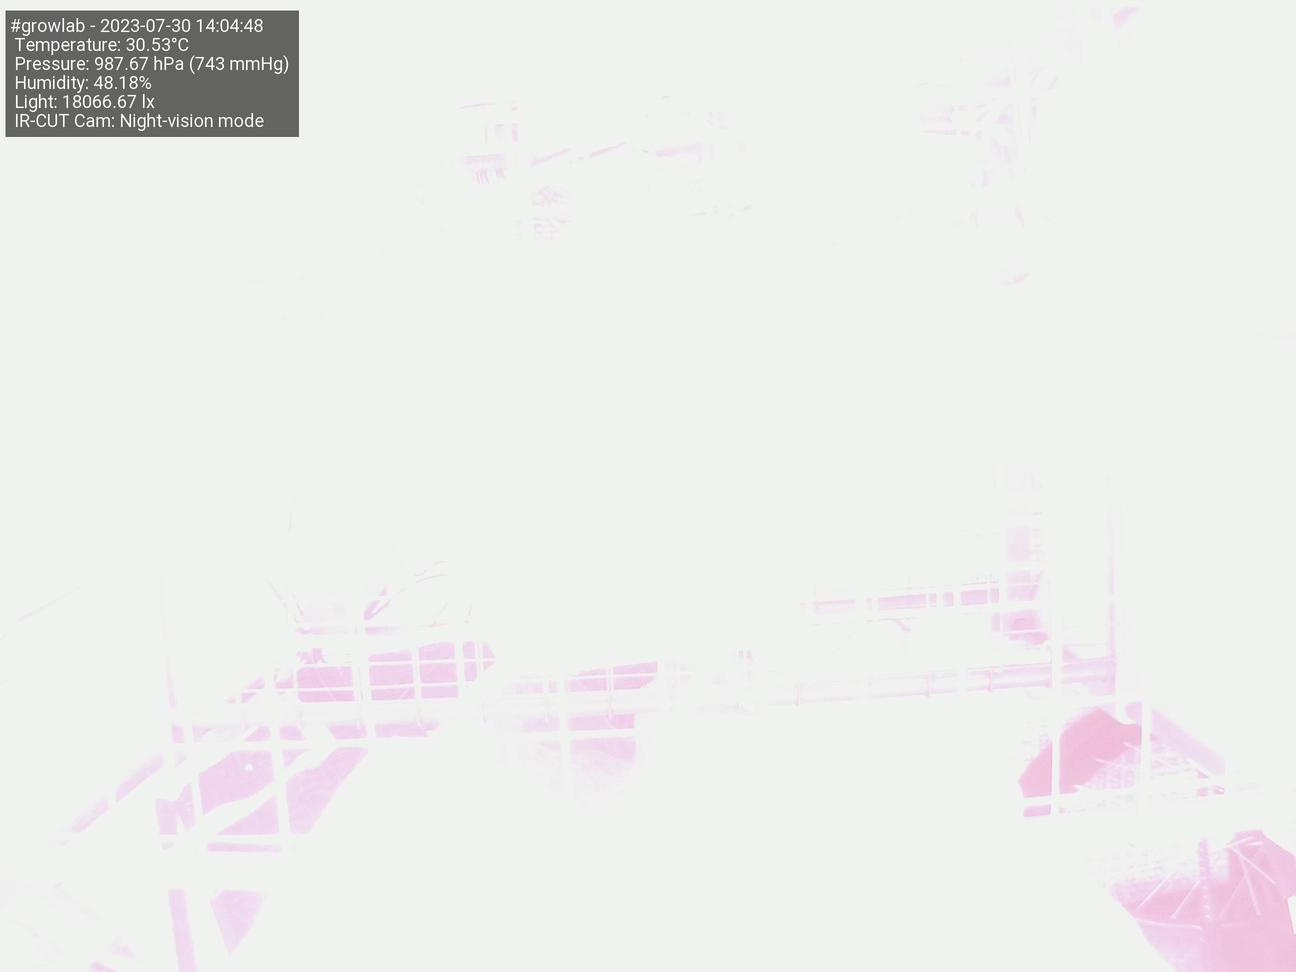 #growlab - 2023-07-30 14:04:48
Temperature: 30.53°C
Pressure: 987.67 hPa (743 mmHg)
Humidity: 48.18%
Light: 18066.67 lx
IR-CUT Cam: Night-vision mode